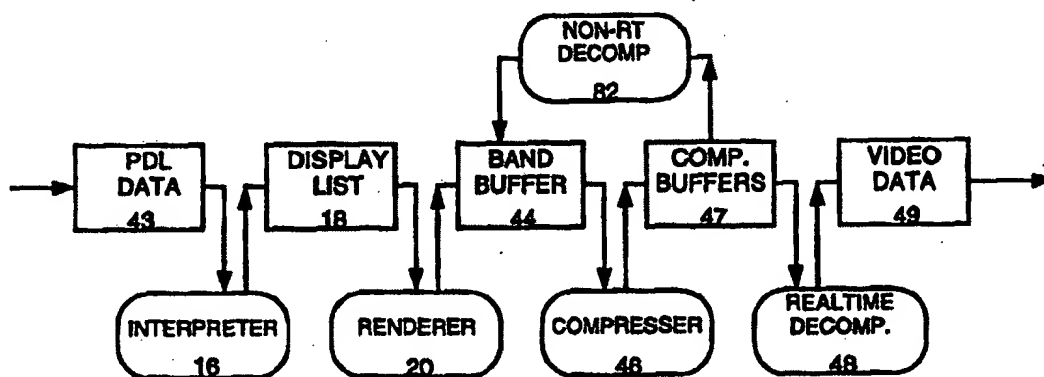 NON-RT
DECOMP
82
PDL
DATA
43
DISPLAY
LIST
18
BAND
BUFFER
44
COMP.
BUFFERS
47
VIDEO
DATA
49
INTERPRETER
16
RENDERER
20
COMPRESSER
46
REALTIME
DECOMP.
48